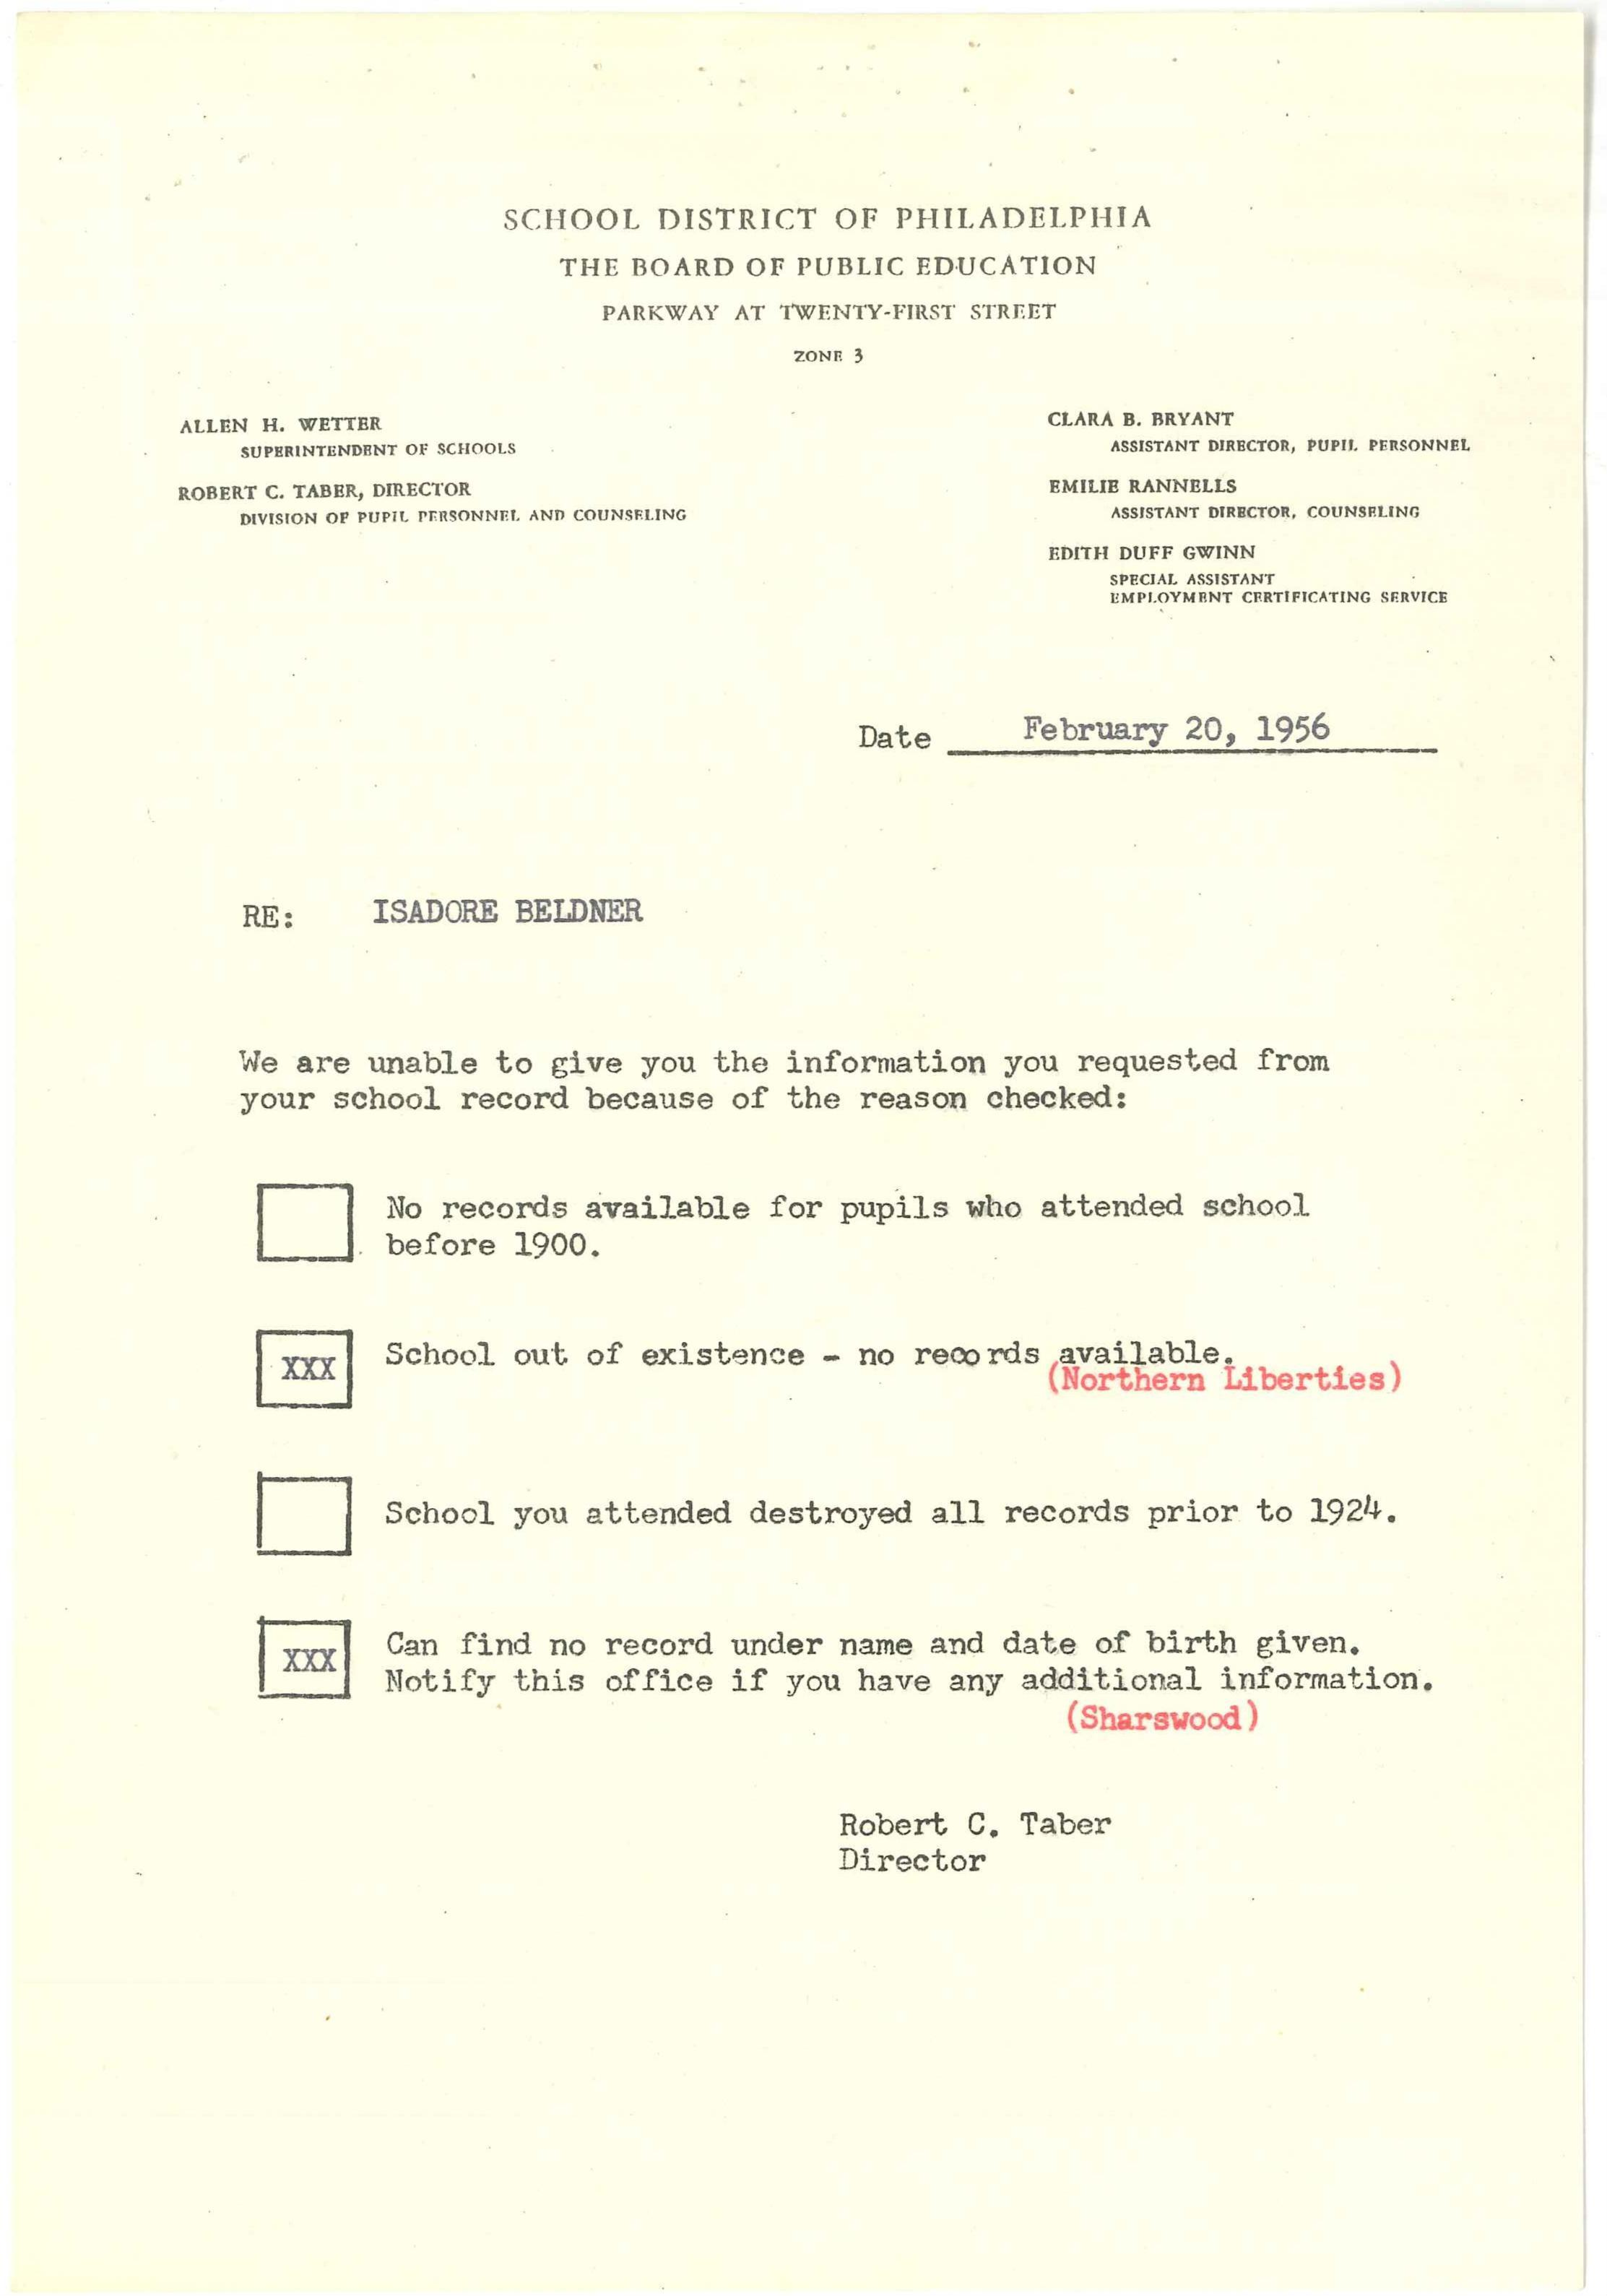 SCHOOL DISTRICT OF PHILADELPHIA
THE BOARD OF PUBLIC EDUCATION
PARKWAY AT TWENTY-FIRST STREET
ZONE 3
ALLEN H. WETTER
SUPERINTENDENT OF SCHOOLS
ROBERT C. TABER, DIRECTOR
DIVISION OF PUPIL PERSONNEL AND COUNSELING
CLARA B. BRYANT
ASSISTANT DIRECTOR, PUPIL PERSONNEL
EMILIE RANNELLS
ASSISTANT DIRECTOR, COUNSELING
EDITH DUFF GWINN
SPECIAL ASSISTANT
EMPLOYMENT CERTIFICATING SERVICE
Date February 20, 1956
RE: ISADORE BELDNER
We are unable to give you the information you requested from
your school record because of the reason checked:
No records available for pupils who attended school
before 1900.
XXX School out of existence - no records available.
(Northern Liberties)
School you attended destroyed all records prior to 1924.
XXX Can find no record under name and date of birth given.
Notify this office if you have any additional information.
(Sharswood)
Robert C. Taber
Director